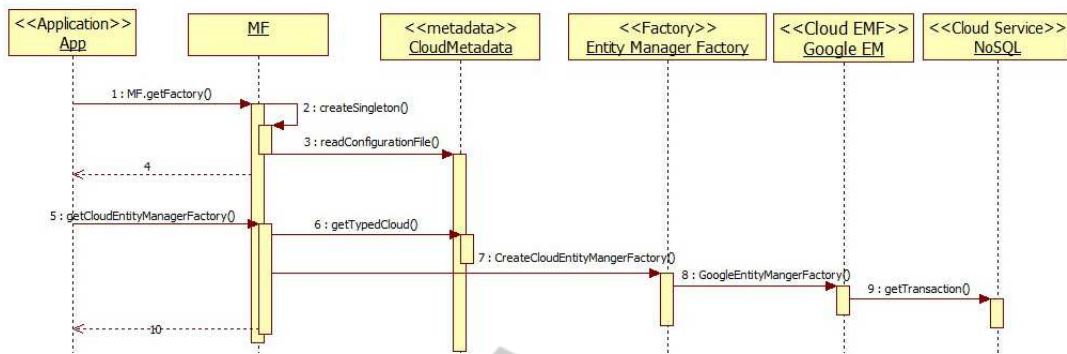 <<Application>>
App
MF
<<metadata>>
CloudMetadata
<<Factory>>
Entity Manager Factory
<<Cloud EMF>>
Google EM
<<Cloud Service>>
NoSQL
1 : MF.getFactory()
2 : createSingleton()
3 : readConfigurationFile()
4
5 : getCloudEntityManagerFactory()
6 : getTypedCloud()
7 : CreateCloudEntityMangerFactory()
8 : GoogleEntityMangerFactory()
9 : getTransaction()
10